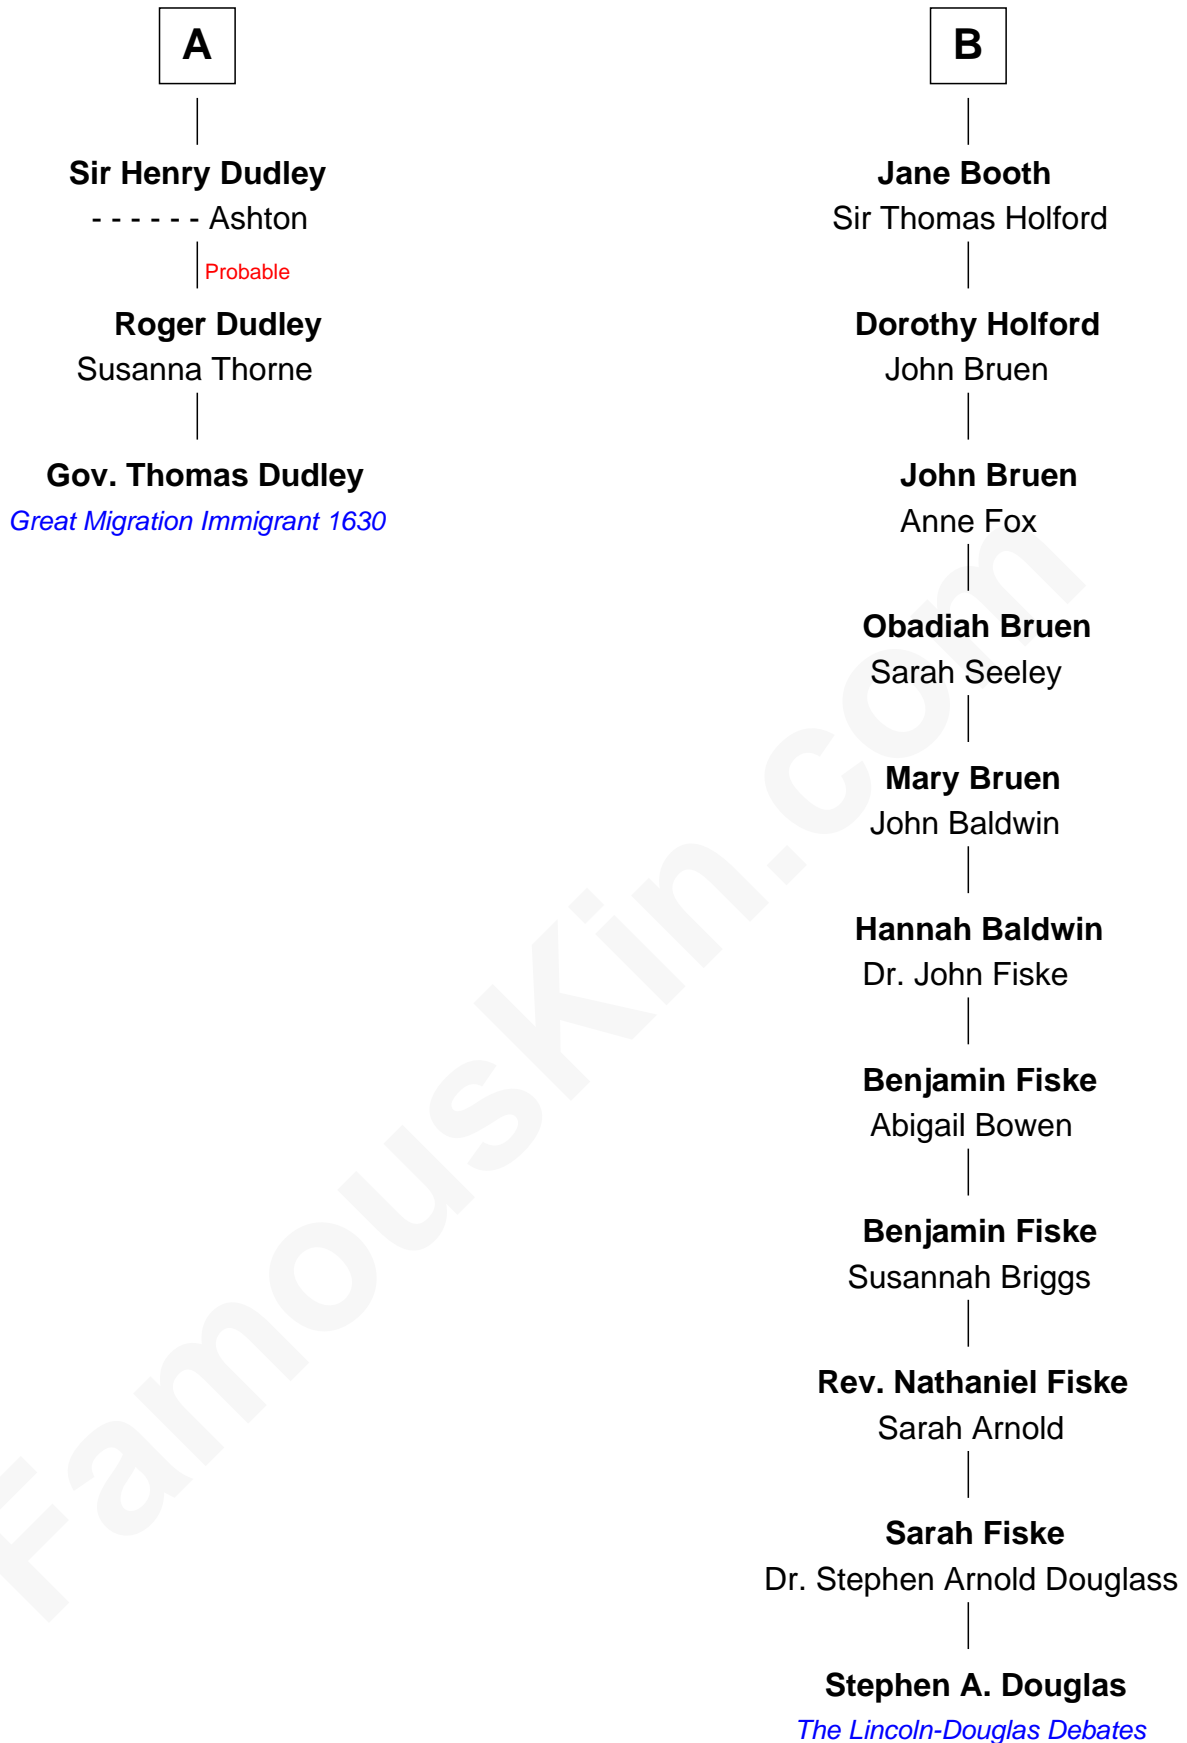 A
Sir Henry Dudley
- - - - - - Ashton
Probable
Roger Dudley
Susanna Thorne
Gov. Thomas Dudley
Great Migration Immigrant 1630
B
Jane Booth
Sir Thomas Holford
Dorothy Holford
John Bruen
John Bruen
Anne Fox
Obadiah Bruen
Sarah Seeley
Mary Bruen
John Baldwin
Hannah Baldwin
Dr. John Fiske
Benjamin Fiske
Abigail Bowen
Benjamin Fiske
Susannah Briggs
Rev. Nathaniel Fiske
Sarah Arnold
Sarah Fiske
Dr. Stephen Arnold Douglass
Stephen A. Douglas
The Lincoln-Douglas Debates
FamousKin.com